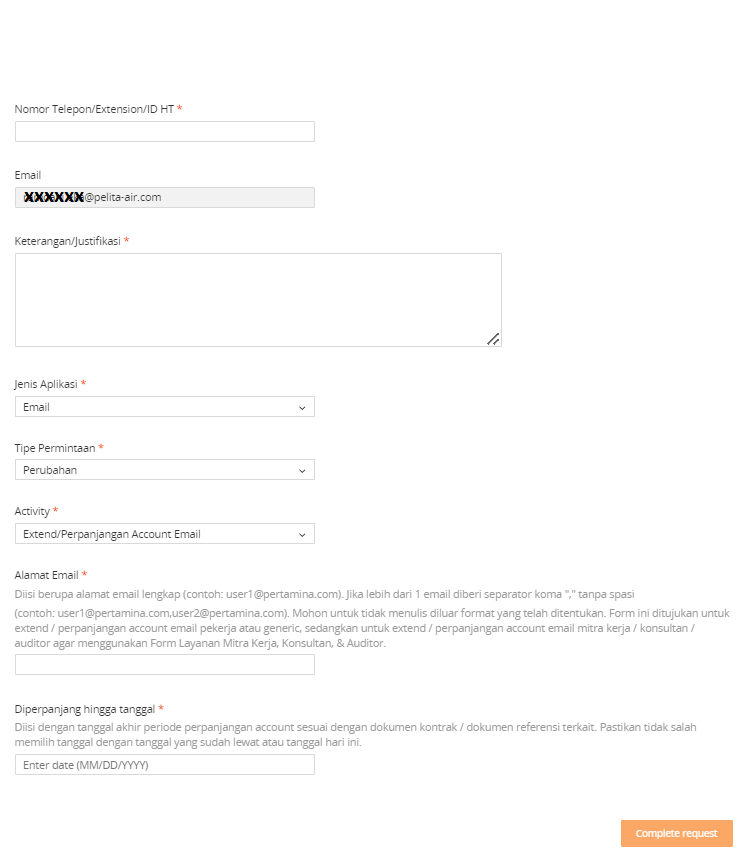 Nomor Telepon/Extension/ID HT *
Email
XXXXXX@pelita-air.com
Keterangan/Justifikasi *
Jenis Aplikasi *
Email
Tipe Permintaan *
Perubahan
Activity *
Extend/Perpanjangan Account Email
Alamat Email *
Diisi berupa alamat email lengkap (contoh: user1@pertamina.com). Jika lebih dari 1 email diberi separator koma "," tanpa spasi
(contoh: user1@pertamina.com,user2@pertamina.com). Mohon untuk tidak menulis diluar format yang telah ditentukan. Form ini ditujukan untuk
extend / perpanjangan account email pekerja atau generic, sedangkan untuk extend / perpanjangan account email mitra kerja / konsultan /
auditor agar menggunakan Form Layanan Mitra Kerja, Konsultan, & Auditor.
Diperpanjang hingga tanggal *
Diisi dengan tanggal akhir periode perpanjangan account sesuai dengan dokumen kontrak / dokumen referensi terkait. Pastikan tidak salah
memilih tanggal dengan tanggal yang sudah lewat atau tanggal hari ini.
Enter date (MM/DD/YYYY)
Complete request